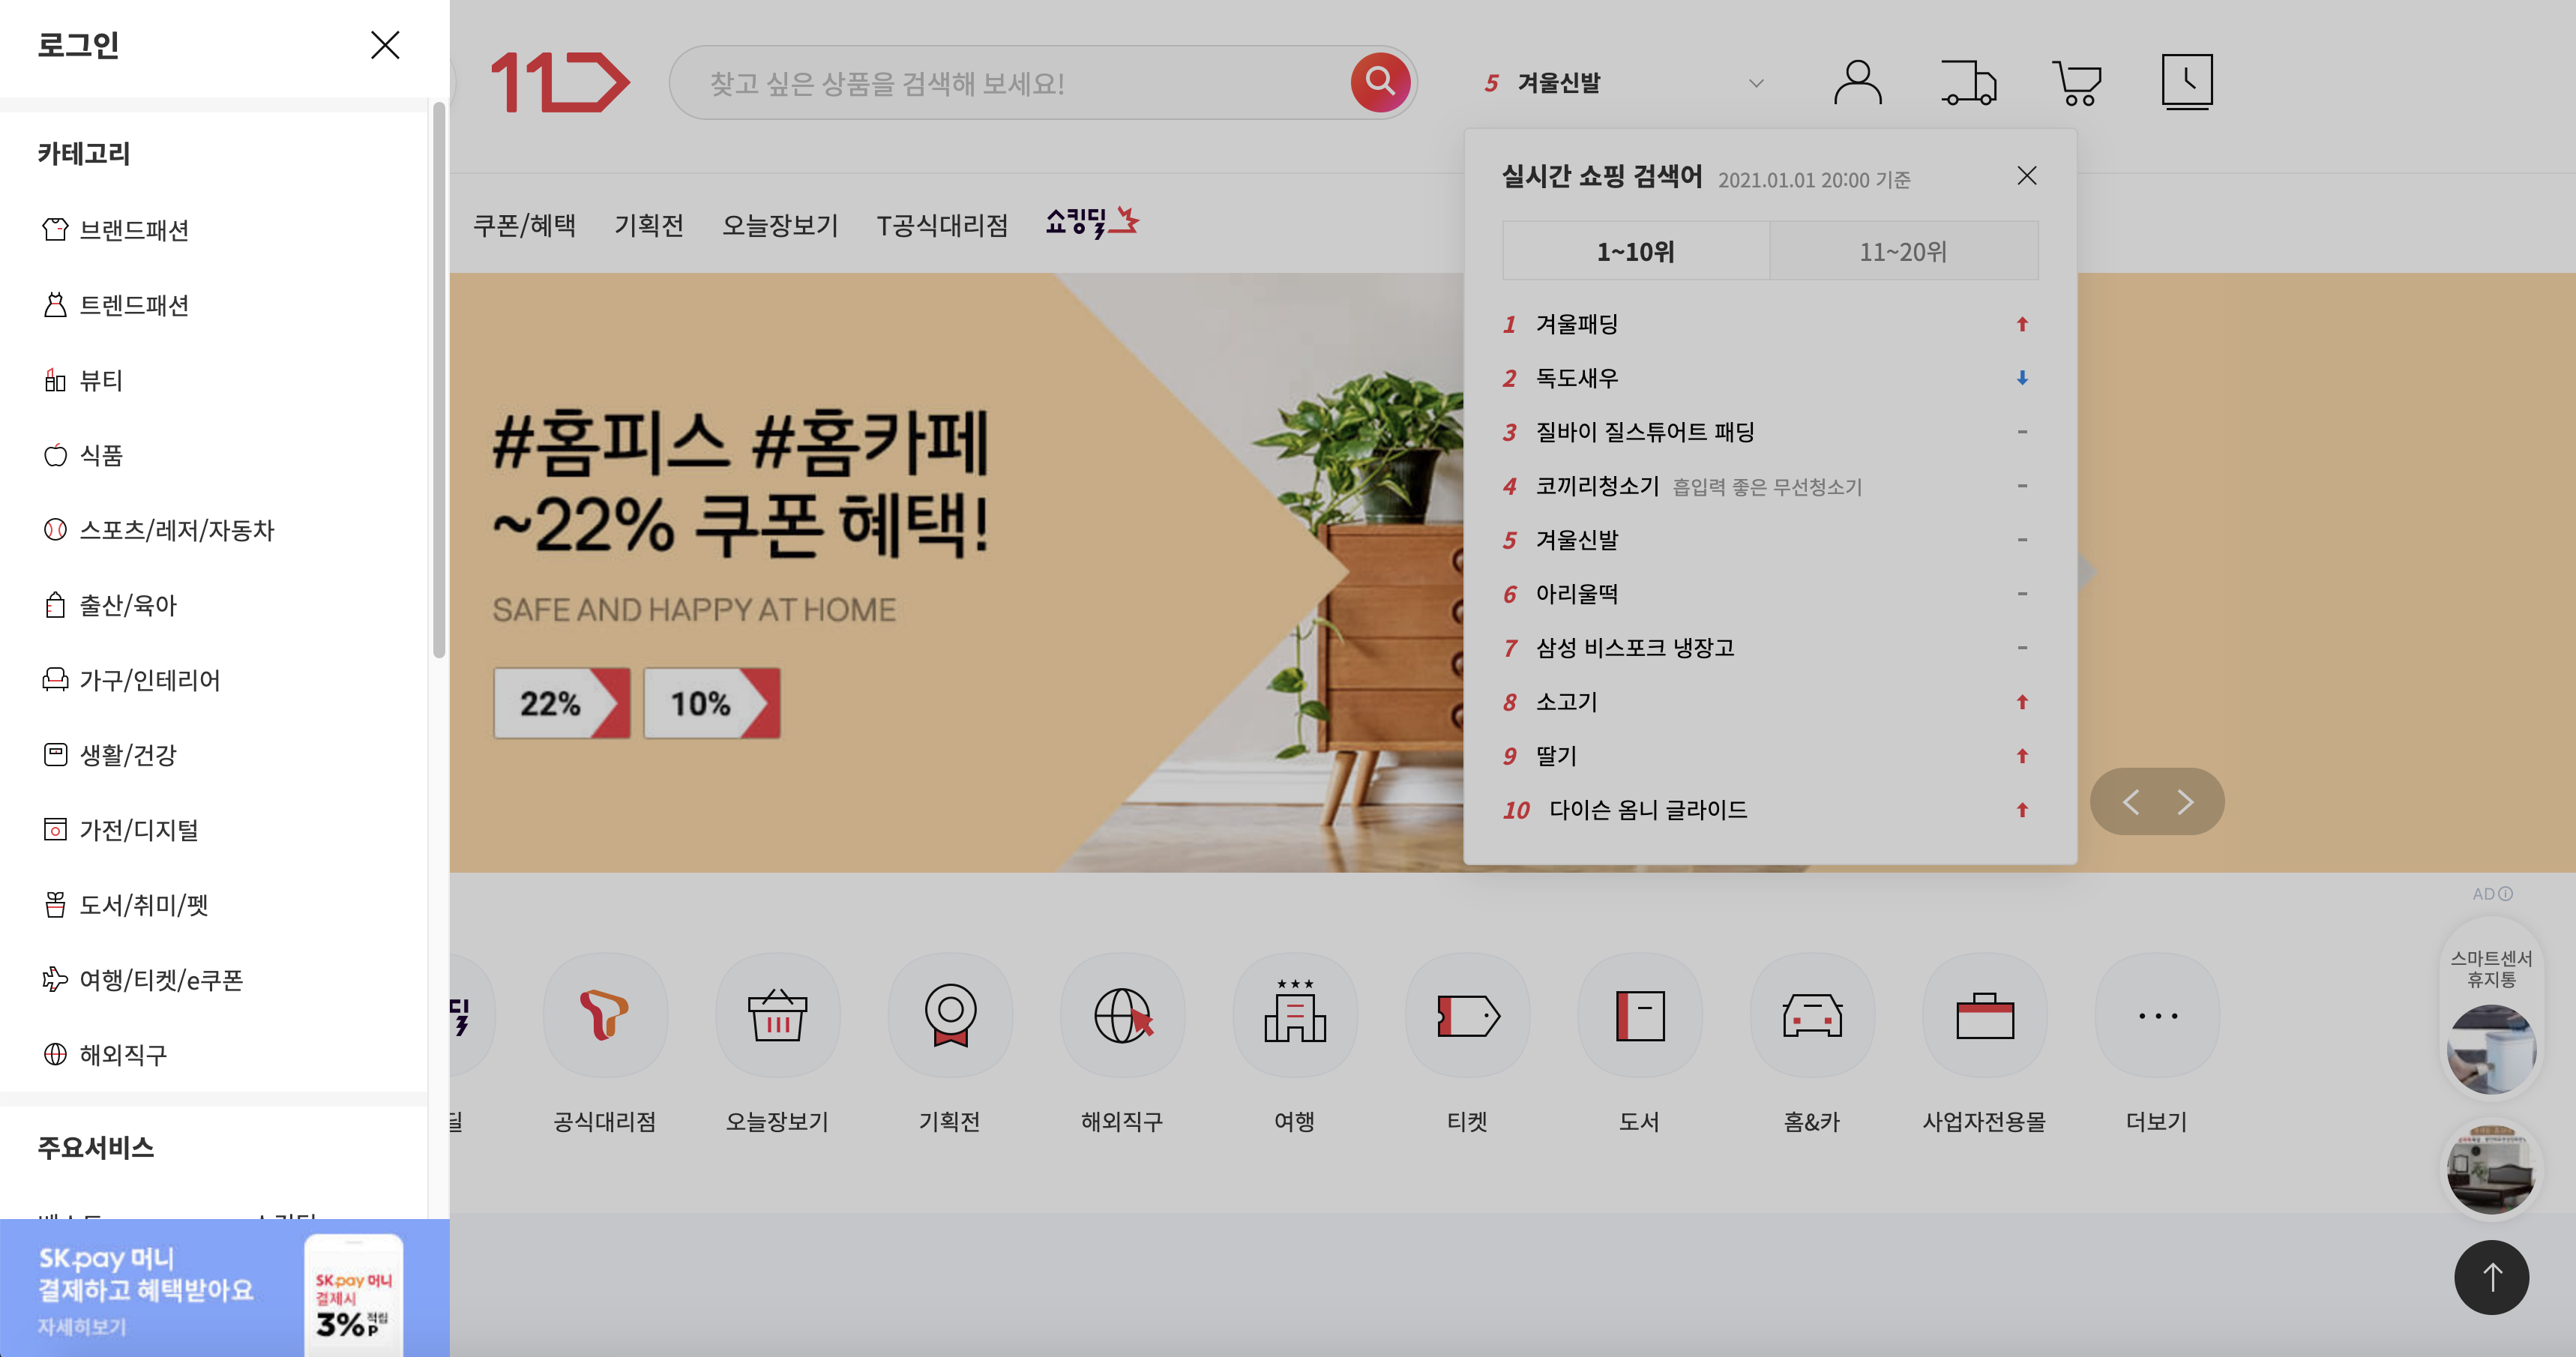 로그인
카테고리
브랜드패션
트렌드패션
뷰티
식품
스포츠/레저/자동차
출산/육아
가구/인테리어
생활/건강
가전/디지털
도서/취미/펫
여행/티켓/e쿠폰
해외직구
주요서비스
SK pay 머니
결제하고 혜택받아요
자세히보기
SK pay 머니
결제시
3% 적립
P
11
찾고 싶은 상품을 검색해 보세요!
5 겨울신발
쿠폰/혜택 기획전 오늘장보기 T공식대리점 쇼킹딜
실시간 쇼핑 검색어 2021.01.01 20:00 기준
1~10위 11~20위
1 겨울패딩
2 독도새우
3 질바이 질스튜어트 패딩
4 코끼리청소기 흡입력 좋은 무선청소기
5 겨울신발
6 아리울떡
7 삼성 비스포크 냉장고
8 소고기
9 딸기
10 다이슨 옴니 글라이드
#홈피스 #홈카페
~22% 쿠폰 혜택!
SAFE AND HAPPY AT HOME
22% 10%
딜 공식대리점 오늘장보기 기획전 해외직구 여행 티켓 도서 홈&카 사업자전용몰 더보기
AD
스마트센서
휴지통